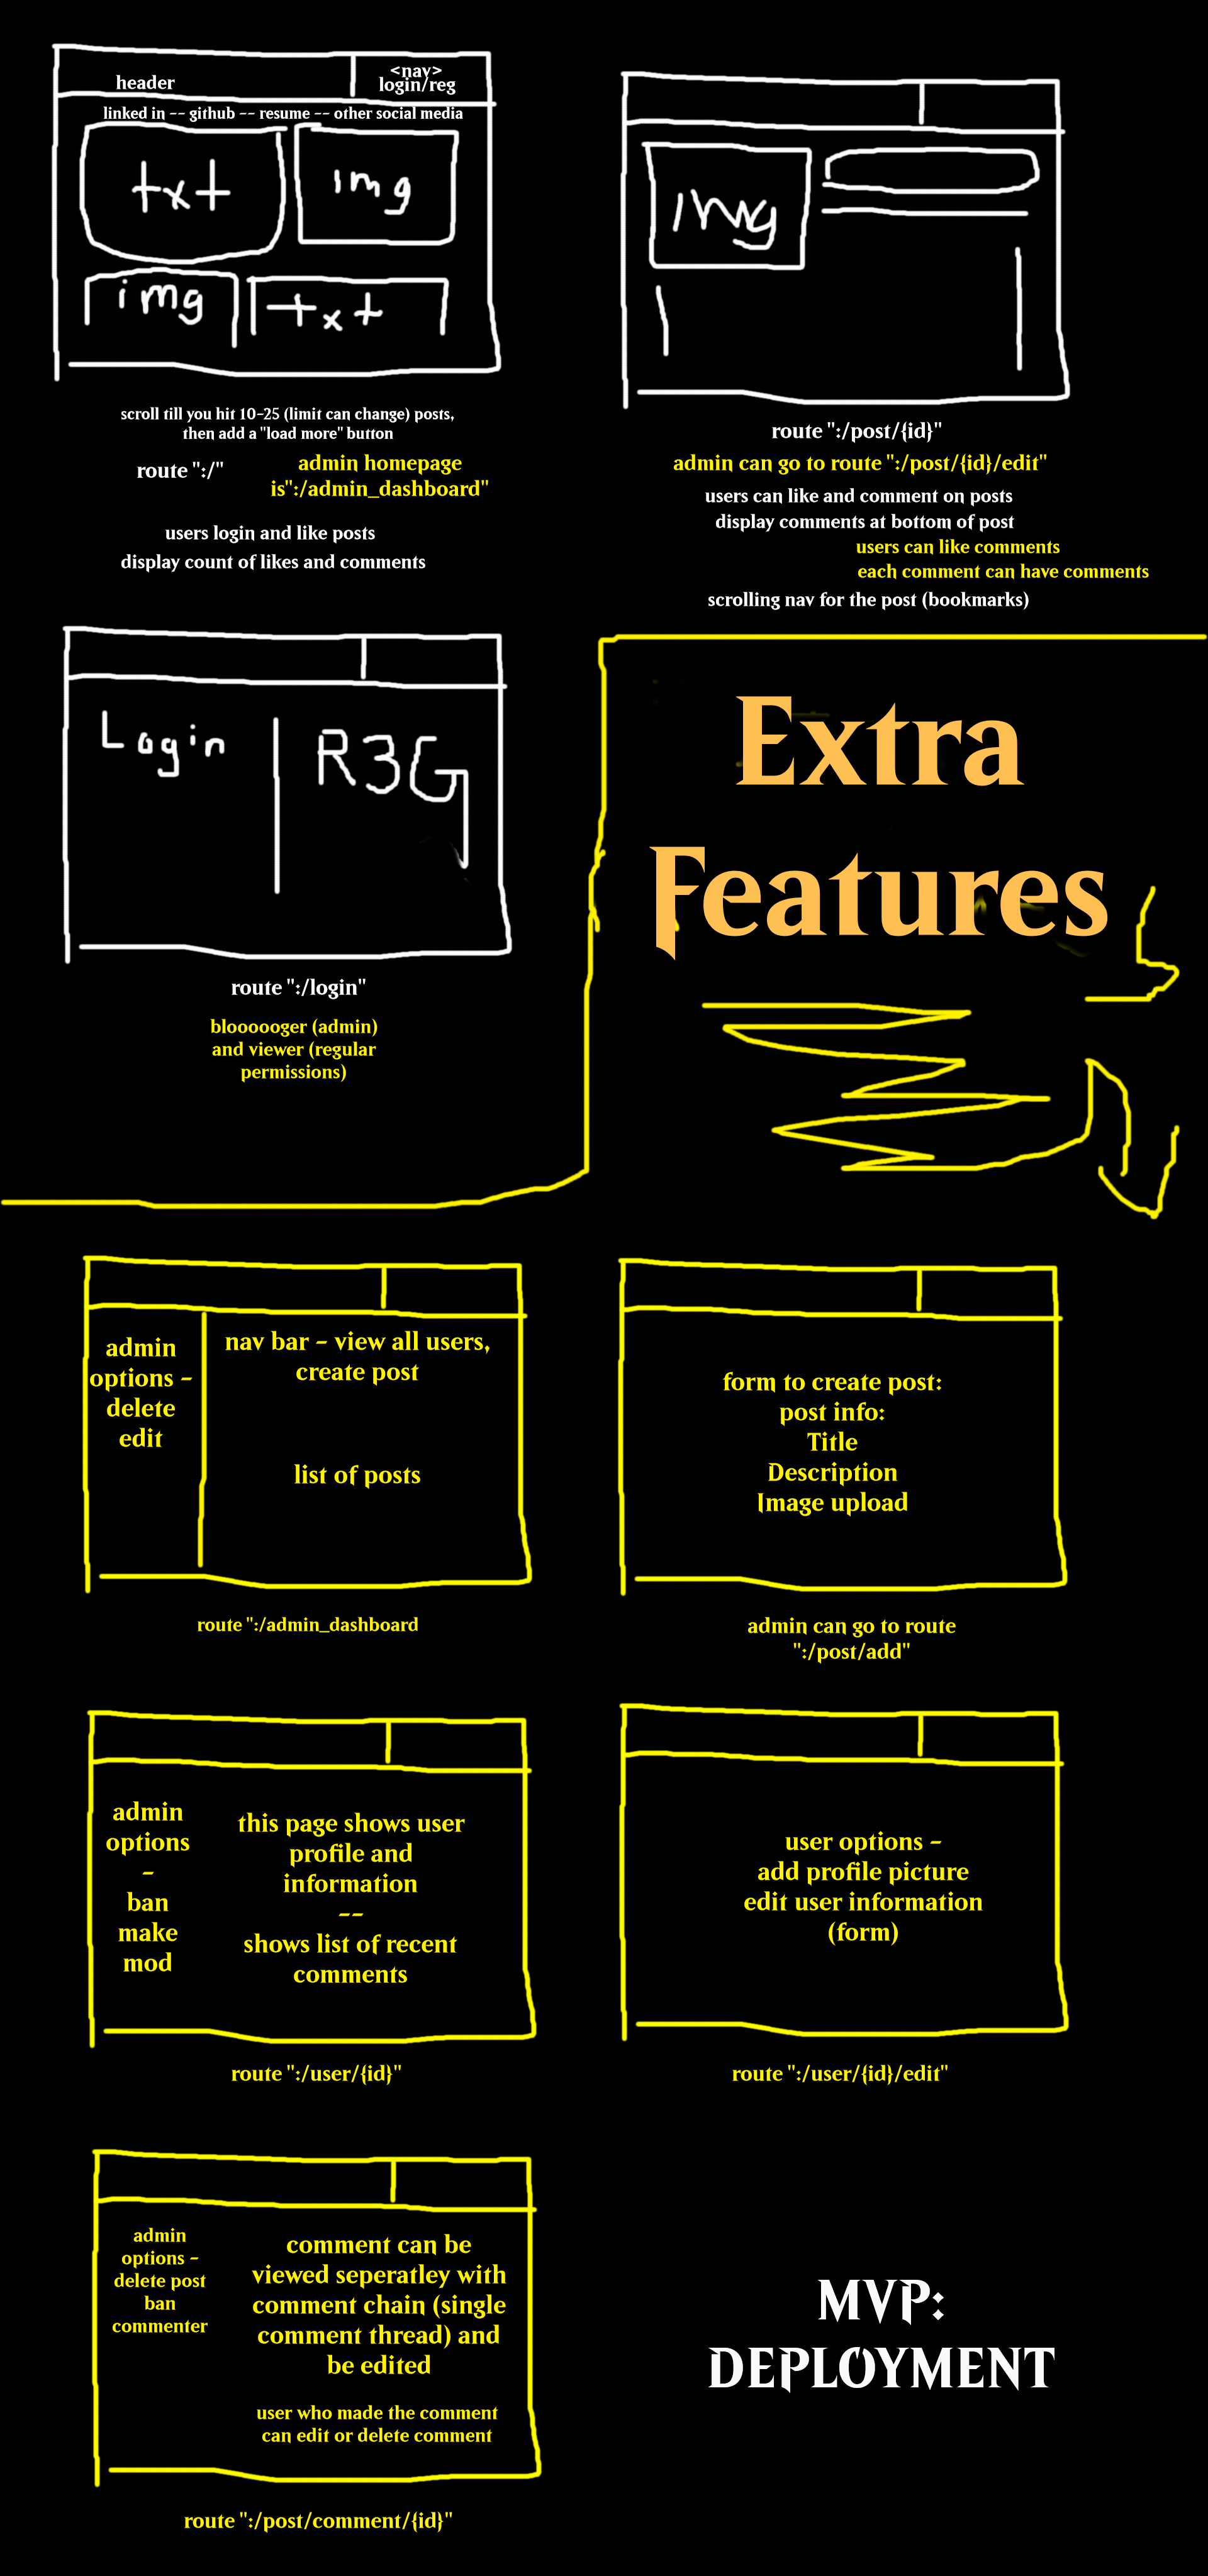 header
<nav>
login/reg
linked in -- github -- resume -- other social media
txt
img
img
txt
scroll till you hit 10-25 (limit can change) posts,
then add a "load more" button
route ":/"
admin homepage
is":/admin_dashboard"
users login and like posts
display count of likes and comments
img
route ":/post/{id}"
admin can go to route ":/post/{id}/edit"
users can like and comment on posts
display comments at bottom of post
users can like comments
each comment can have comments
scrolling nav for the post (bookmarks)
Login
R3G
route ":/login"
bloooooger (admin)
and viewer (regular
permissions)
Extra
Features
admin
options -
delete
edit
nav bar - view all users,
create post
list of posts
route ":/admin_dashboard
form to create post:
post info:
Title
Description
Image upload
admin can go to route
":/post/add"
admin
options
-
ban
make
mod
this page shows user
profile and
information
--
shows list of recent
comments
route ":/user/{id}"
user options -
add profile picture
edit user information
(form)
route ":/user/{id}/edit"
admin
options -
delete post
ban
commenter
comment can be
viewed seperatley with
comment chain (single
comment thread) and
be edited
user who made the comment
can edit or delete comment
route ":/post/comment/{id}"
MVP:
DEPLOYMENT